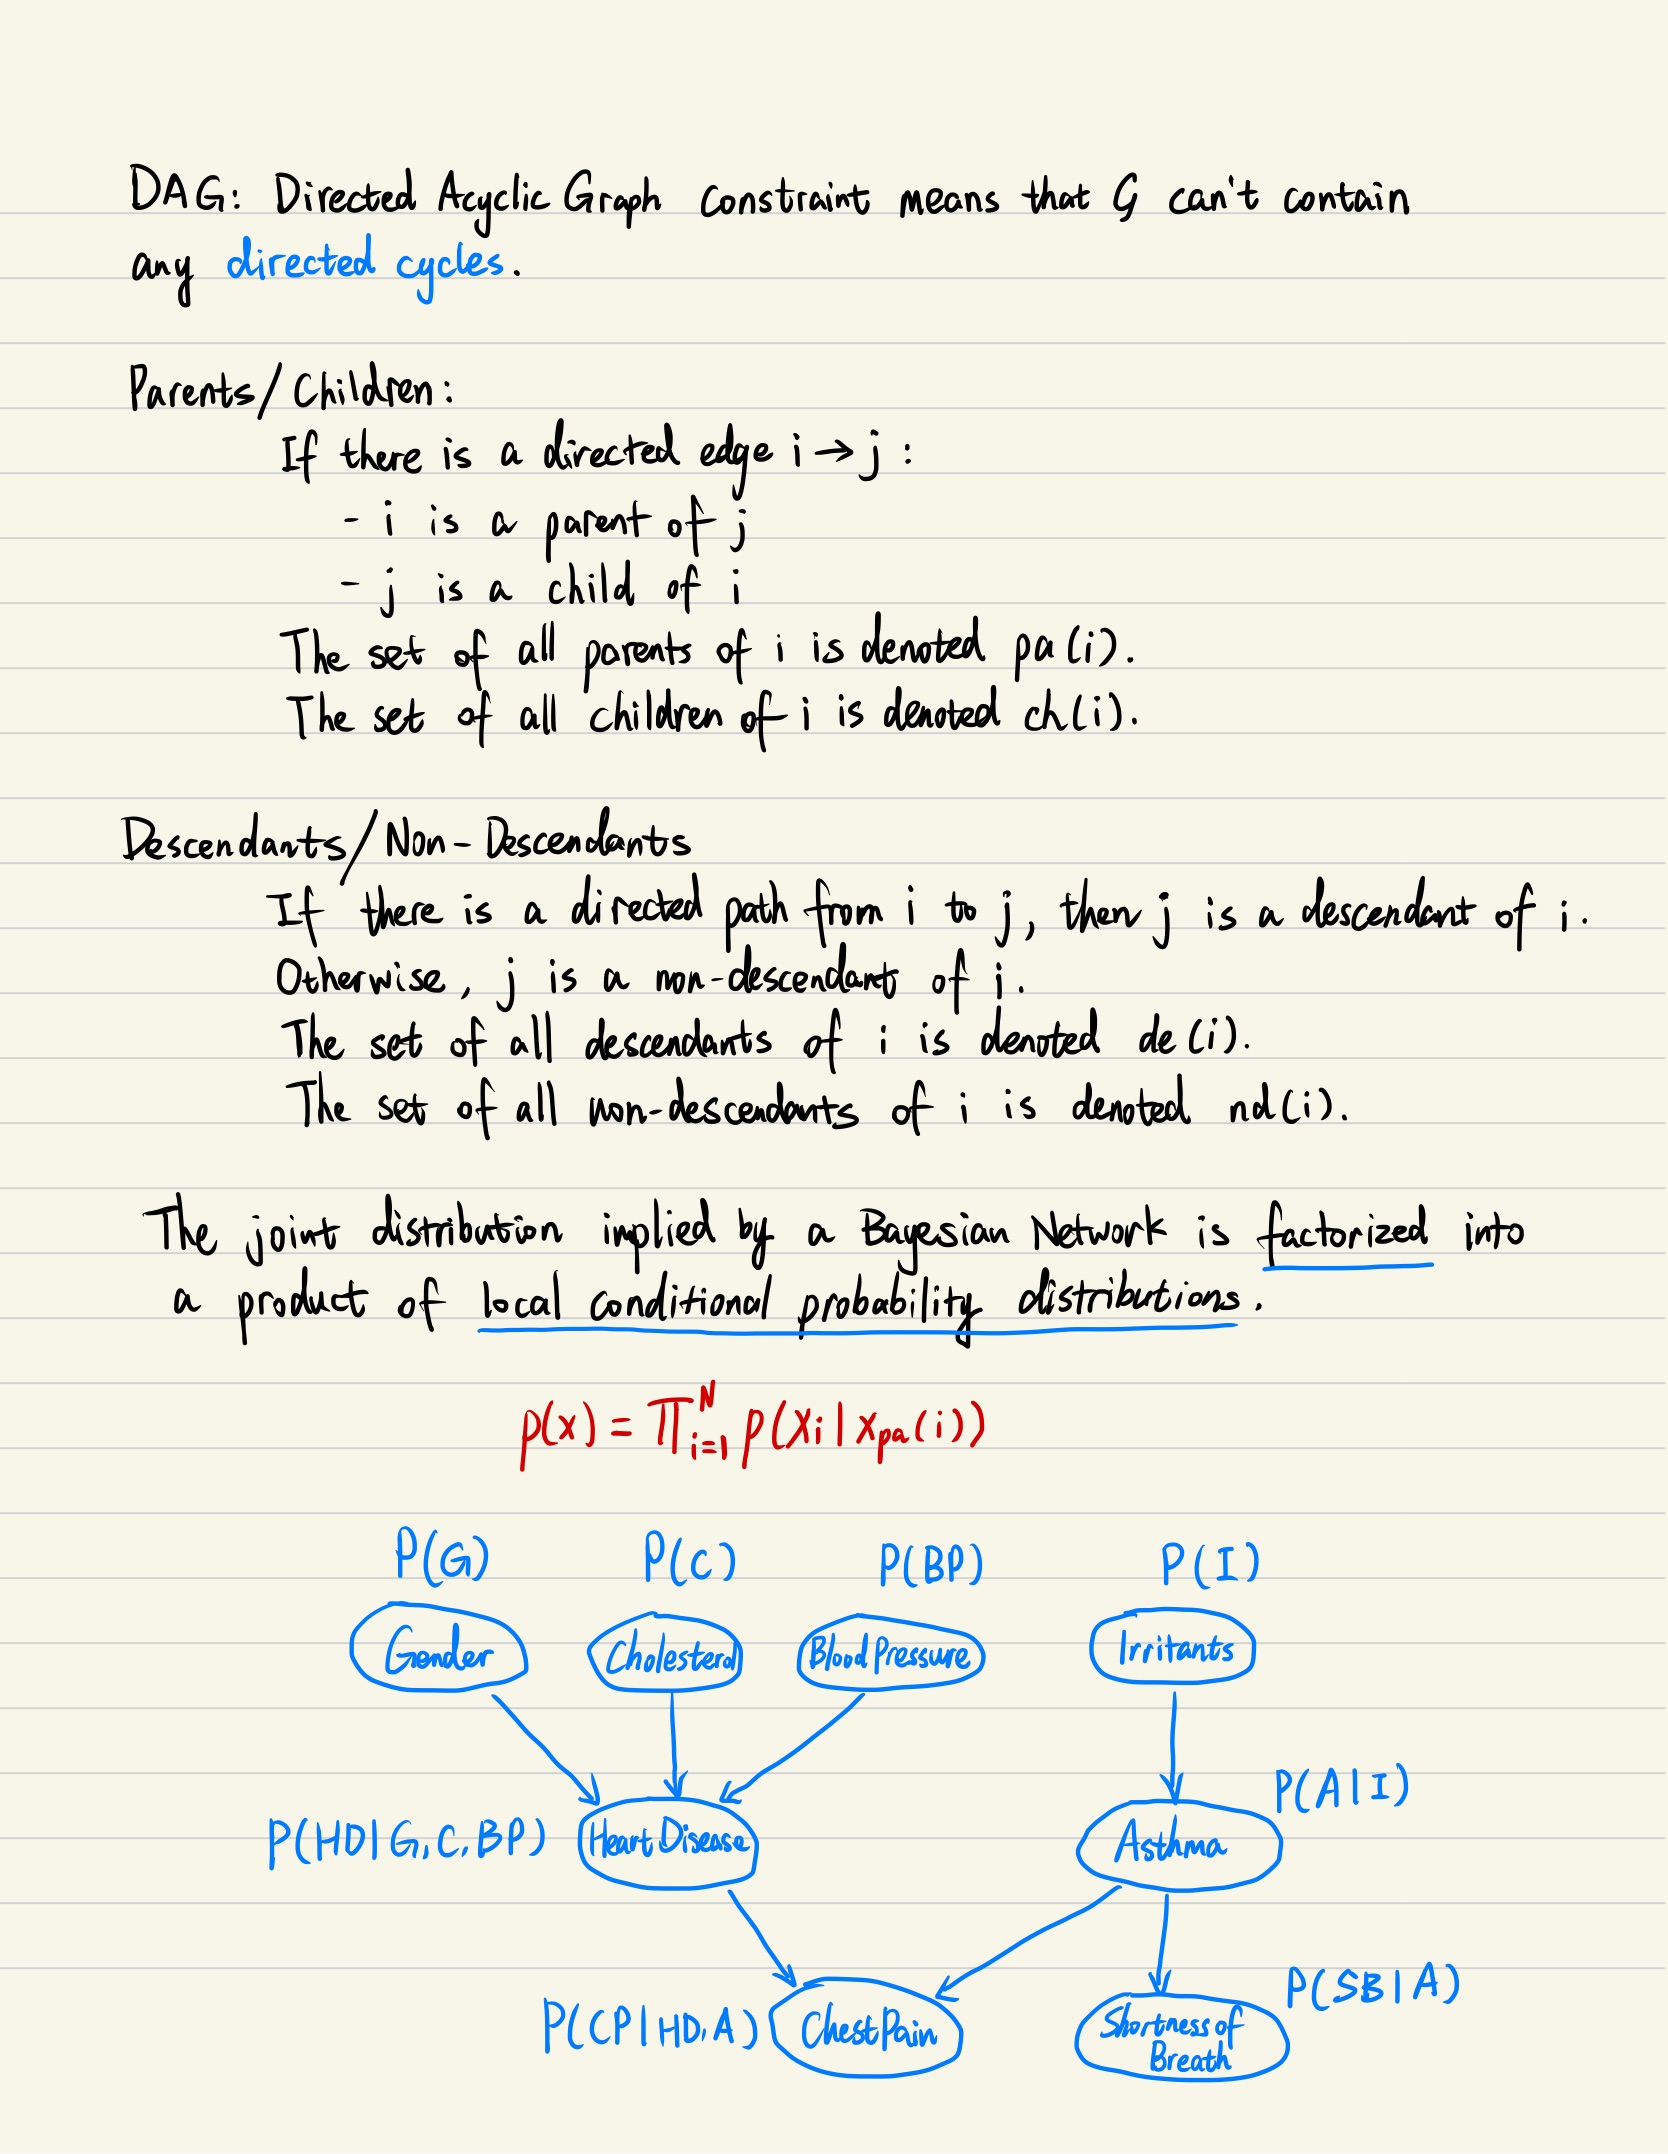 DAG: Directed Acyclic Graph constraint means that G can't contain
any directed cycles.
Parents/Children:
If there is a directed edge i → j :
- i is a parent of j
- j is a child of i
The set of all parents of i is denoted pa(i).
The set of all children of i is denoted ch(i).
Descendants/Non-Descendants
If there is a directed path from i to j, then j is a descendant of i.
Otherwise, j is a non-descendant of i.
The set of all descendants of i is denoted de(i).
The set of all non-descendants of i is denoted nd(i).
The joint distribution implied by a Bayesian Network is factorized into
a product of local conditional probability distributions.
p(x) = ∏_{i=1}^{N} p(x_i | x_{pa(i)})
P(G) P(C) P(BP) P(I)
Gender Cholesterol Blood Pressure Irritants
P(A|I)
P(HD|G,C,BP) Heart Disease Asthma
P(SB|A)
P(CP|HD,A) Chest Pain Shortness of
Breath